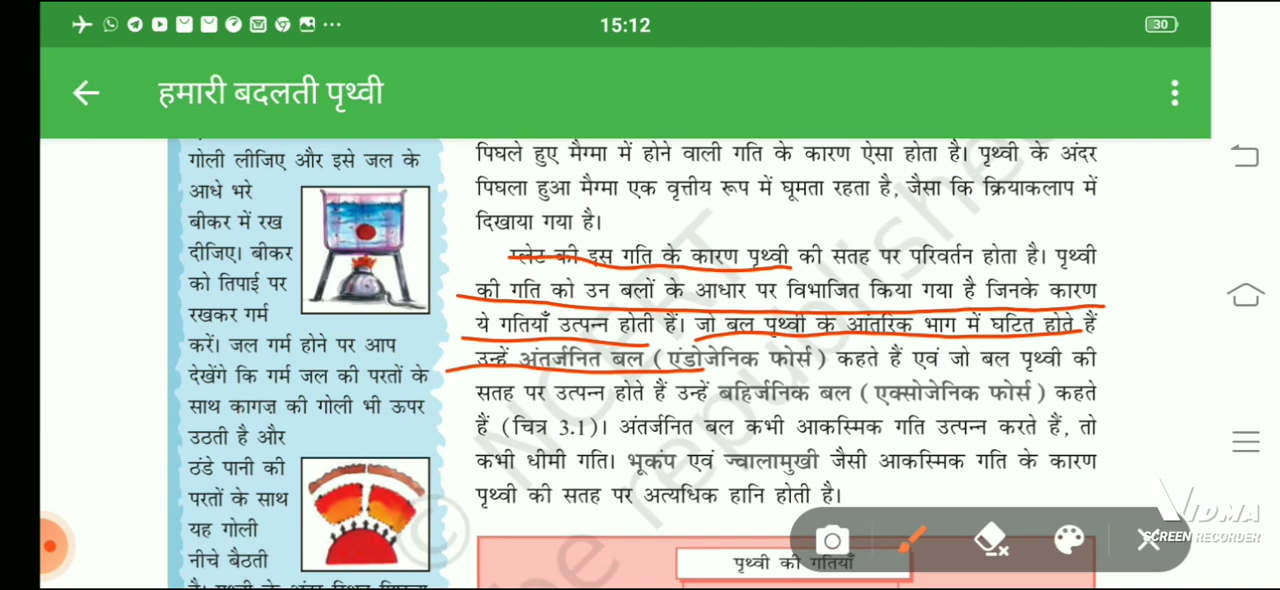 15:12
30
हमारी बदलती पृथ्वी
गोली लीजिए और इसे जल के
आधे भरे
बीकर में रख
दीजिए। बीकर
को तिपाई पर
रखकर गर्म
करें। जल गर्म होने पर आप
देखेंगे कि गर्म जल की परतों के
साथ कागज़ की गोली भी ऊपर
उठती है और
ठंडे पानी की
परतों के साथ
यह गोली
नीचे बैठती
पिघले हुए मैग्मा में होने वाली गति के कारण ऐसा होता है। पृथ्वी के अंदर
पिघला हुआ मैग्मा एक वृत्तीय रूप में घूमता रहता है, जैसा कि क्रियाकलाप में
दिखाया गया है।
प्लेट की इस गति के कारण पृथ्वी की सतह पर परिवर्तन होता है। पृथ्वी
की गति को उन बलों के आधार पर विभाजित किया गया है जिनके कारण
ये गतियाँ उत्पन्न होती हैं। जो बल पृथ्वी के आंतरिक भाग में घटित होते हैं
उन्हें अंतर्जनित बल (एंडोजेनिक फोर्स) कहते हैं एवं जो बल पृथ्वी की
सतह पर उत्पन्न होते हैं उन्हें बहिर्जनिक बल (एक्सोजेनिक फोर्स) कहते
हैं (चित्र 3.1)। अंतर्जनित बल कभी आकस्मिक गति उत्पन्न करते हैं, तो
कभी धीमी गति। भूकंप एवं ज्वालामुखी जैसी आकस्मिक गति के कारण
पृथ्वी की सतह पर अत्यधिक हानि होती है।
पृथ्वी की गतियाँ
© NCERT
be republished
VIDMA
SCREEN RECORDER